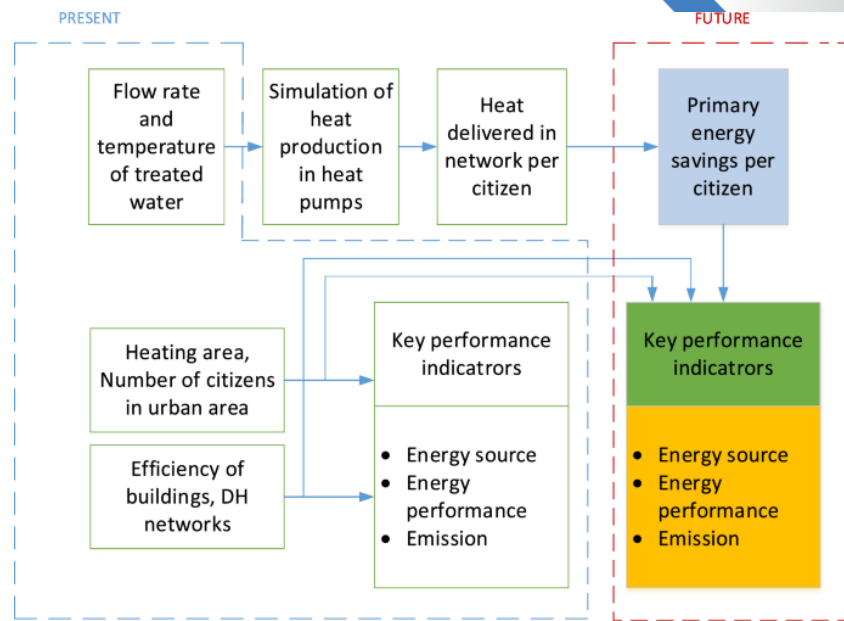 PRESENT
FUTURE
Flow rate
and
temperature
of treated
water
Simulation of
heat
production
in heat
pumps
Heat
delivered in
network per
citizen
Primary
energy
savings per
citizen
Heating area,
Number of citizens
in urban area
Efficiency of
buildings, DH
networks
Key performance
indicatrors
• Energy source
• Energy
performance
• Emission
Key performance
indicatrors
• Energy source
• Energy
performance
• Emission